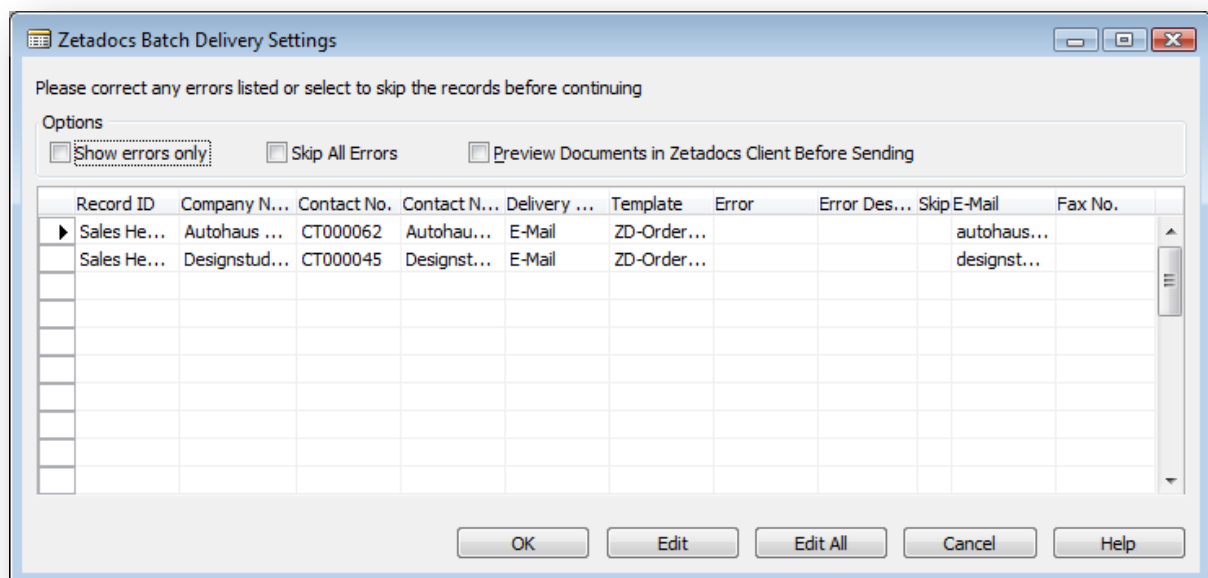 Zetadocs Batch Delivery Settings
Please correct any errors listed or select to skip the records before continuing
Options
Show errors only Skip All Errors Preview Documents in Zetadocs Client Before Sending
Record ID Company N... Contact No. Contact N... Delivery ... Template Error Error Des... Skip E-Mail Fax No.
Sales He... Autohaus ... CT000062 Autohau... E-Mail ZD-Order... autohaus...
Sales He... Designstud... CT000045 Designst... E-Mail ZD-Order... designst...
OK Edit Edit All Cancel Help